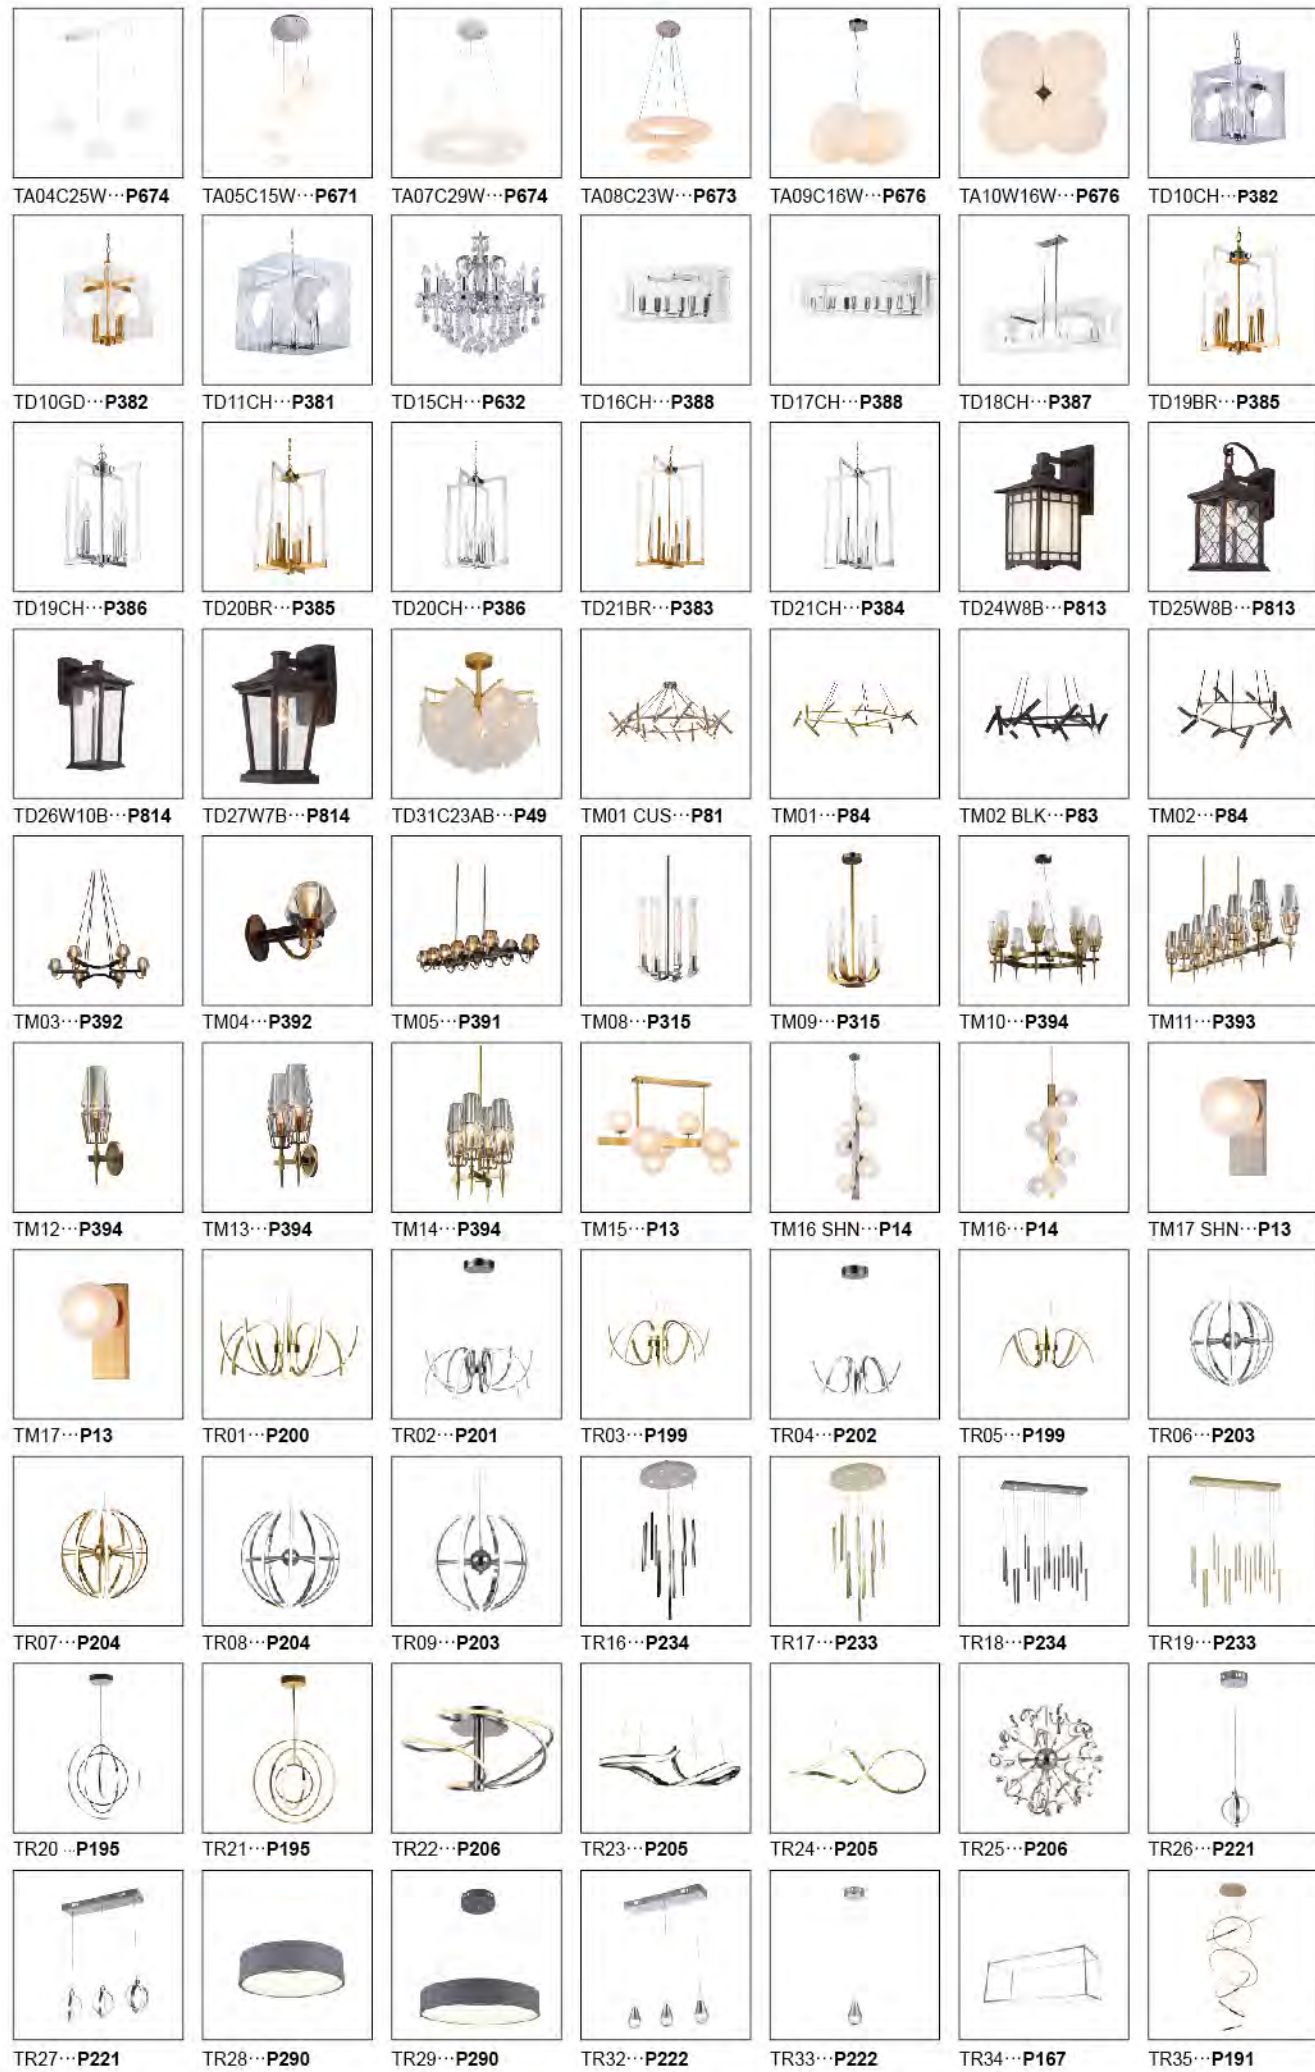 TA04C25W···P674 TA05C15W···P671 TA07C29W···P674 TA08C23W···P673 TA09C16W···P676 TA10W16W···P676 TD10CH···P382
TD10GD···P382 TD11CH···P381 TD15CH···P632 TD16CH···P388 TD17CH···P388 TD18CH···P387 TD19BR···P385
TD19CH···P386 TD20BR···P385 TD20CH···P386 TD21BR···P383 TD21CH···P384 TD24W8B···P813 TD25W8B···P813
TD26W10B···P814 TD27W7B···P814 TD31C23AB···P49 TM01 CUS···P81 TM01···P84 TM02 BLK···P83 TM02···P84
TM03···P392 TM04···P392 TM05···P391 TM08···P315 TM09···P315 TM10···P394 TM11···P393
TM12···P394 TM13···P394 TM14···P394 TM15···P13 TM16 SHN···P14 TM16···P14 TM17 SHN···P13
TM17···P13 TR01···P200 TR02···P201 TR03···P199 TR04···P202 TR05···P199 TR06···P203
TR07···P204 TR08···P204 TR09···P203 TR16···P234 TR17···P233 TR18···P234 TR19···P233
TR20 ···P195 TR21···P195 TR22···P206 TR23···P205 TR24···P205 TR25···P206 TR26···P221
TR27···P221 TR28···P290 TR29···P290 TR32···P222 TR33···P222 TR34···P167 TR35···P191